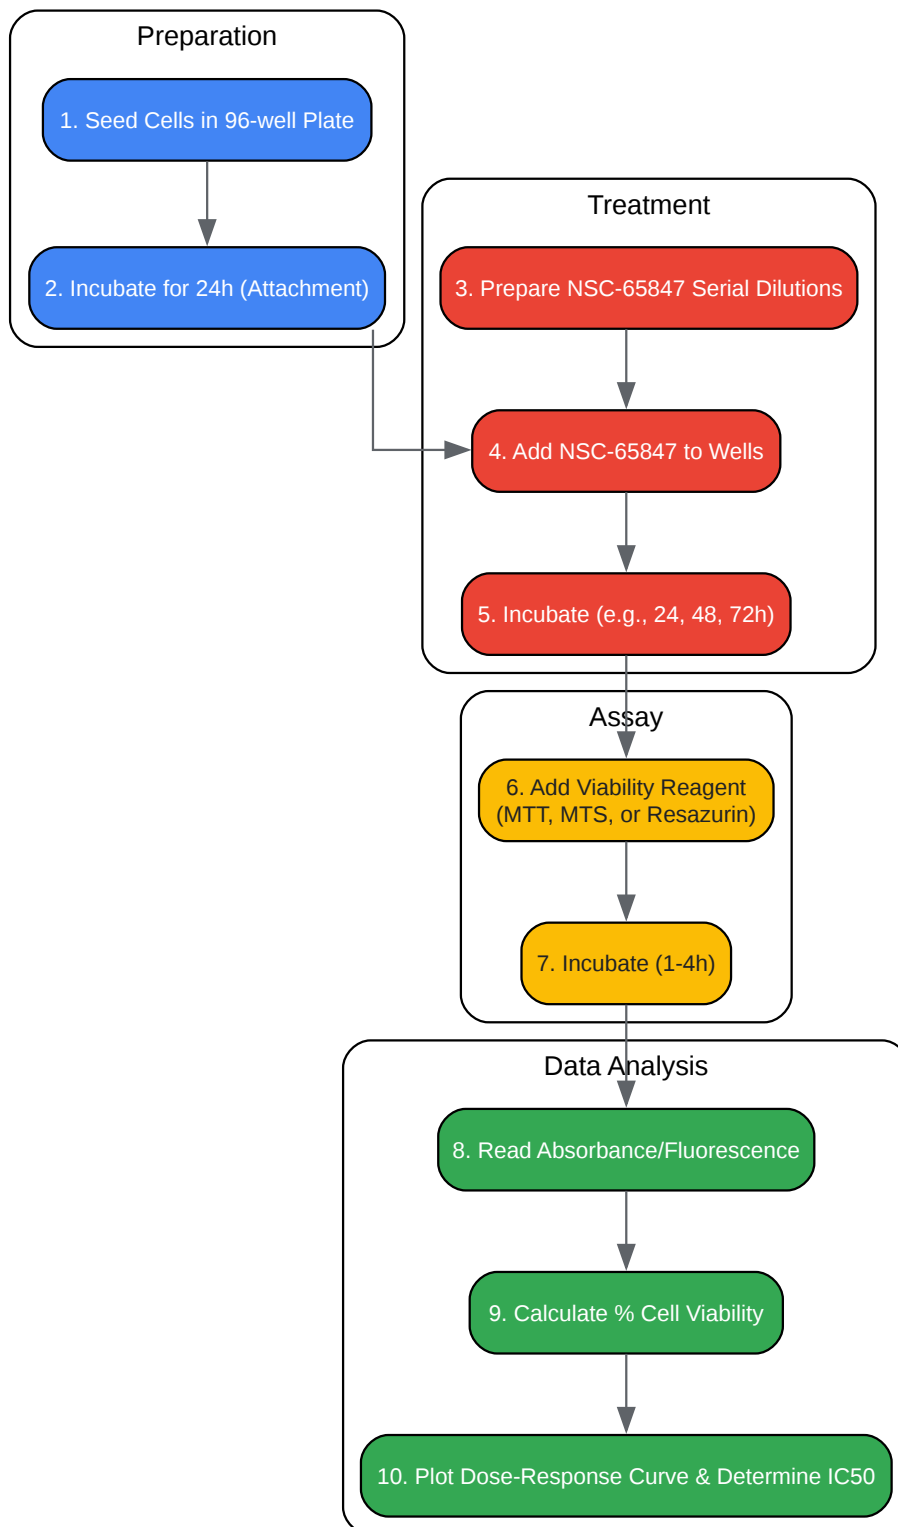 Preparation
1. Seed Cells in 96-well Plate
2. Incubate for 24h (Attachment)
Treatment
3. Prepare NSC-65847 Serial Dilutions
4. Add NSC-65847 to Wells
5. Incubate (e.g., 24, 48, 72h)
Assay
6. Add Viability Reagent
(MTT, MTS, or Resazurin)
7. Incubate (1-4h)
Data Analysis
8. Read Absorbance/Fluorescence
9. Calculate % Cell Viability
10. Plot Dose-Response Curve & Determine IC50